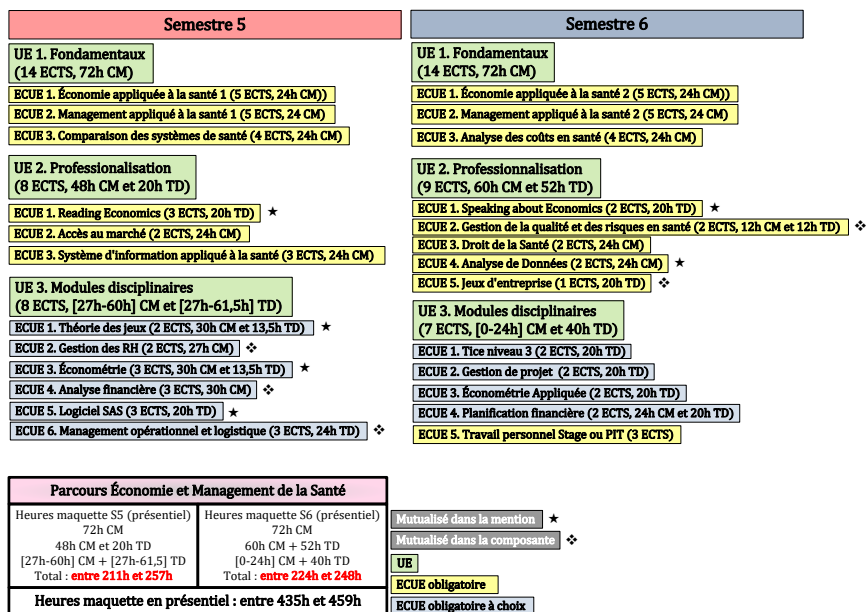 Semestre 5
UE 1. Fondamentaux
(14 ECTS, 72h CM)
ECUE 1. Économie appliquée à la santé 1 (5 ECTS, 24h CM))
ECUE 2. Management appliqué à la santé 1 (5 ECTS, 24 CM)
ECUE 3. Comparaison des systèmes de santé (4 ECTS, 24h CM)
UE 2. Professionalisation
(8 ECTS, 48h CM et 20h TD)
ECUE 1. Reading Economics (3 ECTS, 20h TD) ★
ECUE 2. Accès au marché (2 ECTS, 24h CM)
ECUE 3. Système d'information appliqué à la santé (3 ECTS, 24h CM)
UE 3. Modules disciplinaires
(8 ECTS, [27h-60h] CM et [27h-61,5h] TD)
ECUE 1. Théorie des jeux (2 ECTS, 30h CM et 13,5h TD) ★
ECUE 2. Gestion des RH (2 ECTS, 27h CM) ❖
ECUE 3. Économétrie (3 ECTS, 30h CM et 13,5h TD) ★
ECUE 4. Analyse financière (3 ECTS, 30h CM) ❖
ECUE 5. Logiciel SAS (3 ECTS, 20h TD) ★
ECUE 6. Management opérationnel et logistique (3 ECTS, 24h TD) ❖
Semestre 6
UE 1. Fondamentaux
(14 ECTS, 72h CM)
ECUE 1. Économie appliquée à la santé 2 (5 ECTS, 24h CM))
ECUE 2. Management appliqué à la santé 2 (5 ECTS, 24 CM)
ECUE 3. Analyse des coûts en santé (4 ECTS, 24h CM)
UE 2. Professionnalisation
(9 ECTS, 60h CM et 52h TD)
ECUE 1. Speaking about Economics (2 ECTS, 20h TD) ★
ECUE 2. Gestion de la qualité et des risques en santé (2 ECTS, 12h CM et 12h TD) ❖
ECUE 3. Droit de la Santé (2 ECTS, 24h CM)
ECUE 4. Analyse de Données (2 ECTS, 24h CM) ★
ECUE 5. Jeux d'entreprise (1 ECTS, 20h TD) ❖
UE 3. Modules disciplinaires
(7 ECTS, [0-24h] CM et 40h TD)
ECUE 1. Tice niveau 3 (2 ECTS, 20h TD)
ECUE 2. Gestion de projet (2 ECTS, 20h TD)
ECUE 3. Économétrie Appliquée (2 ECTS, 20h TD)
ECUE 4. Planification financière (2 ECTS, 24h CM et 20h TD)
ECUE 5. Travail personnel Stage ou PIT (3 ECTS)
Parcours Économie et Management de la Santé
Heures maquette S5 (présentiel)
72h CM
48h CM et 20h TD
[27h-60h] CM + [27h-61,5] TD
Total : entre 211h et 257h
Heures maquette S6 (présentiel)
72h CM
60h CM + 52h TD
[0-24h] CM + 40h TD
Total : entre 224h et 248h
Heures maquette en présentiel : entre 435h et 459h
Mutualisé dans la mention ★
Mutualisé dans la composante ❖
UE
ECUE obligatoire
ECUE obligatoire à choix